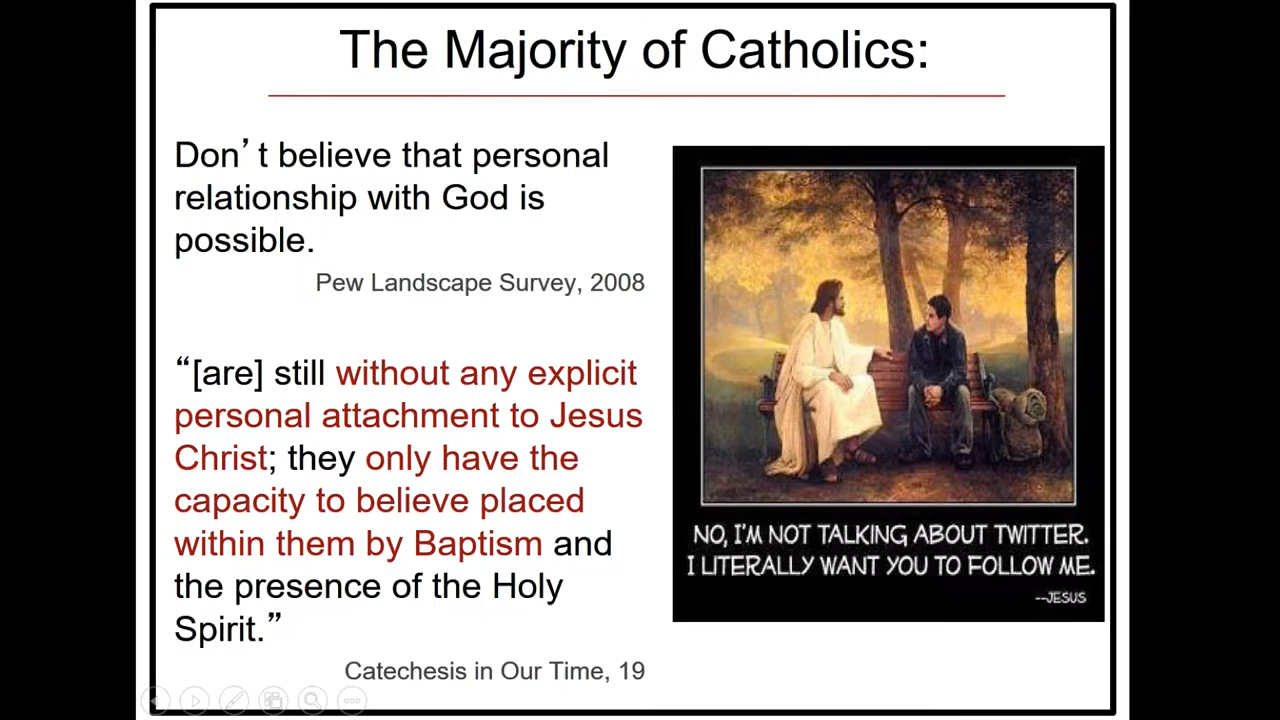 The Majority of Catholics:
Don’t believe that personal
relationship with God is
possible.
Pew Landscape Survey, 2008
“[are] still without any explicit
personal attachment to Jesus
Christ; they only have the
capacity to believe placed
within them by Baptism and
the presence of the Holy
Spirit.”
Catechesis in Our Time, 19
NO, I'M NOT TALKING ABOUT TWITTER.
I LITERALLY WANT YOU TO FOLLOW ME.
--JESUS